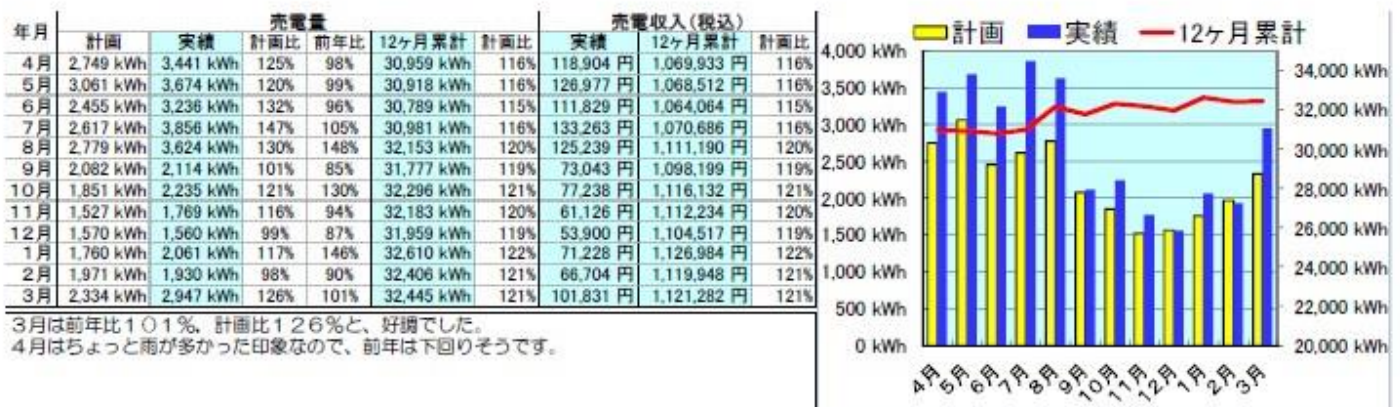 年月 売電量 売電収入(税込)
計画 実績 計画比 前年比 12ヶ月累計 計画比 実績 12ヶ月累計 計画比
4月 2,749 kWh 3,441 kWh 125% 98% 30,959 kWh 116% 118,904 円 1,069,933 円 116%
5月 3,061 kWh 3,674 kWh 120% 99% 30,918 kWh 116% 126,977 円 1,068,512 円 116%
6月 2,455 kWh 3,236 kWh 132% 96% 30,789 kWh 115% 111,829 円 1,064,064 円 115%
7月 2,617 kWh 3,856 kWh 147% 105% 30,981 kWh 116% 133,263 円 1,070,686 円 116%
8月 2,779 kWh 3,624 kWh 130% 148% 32,153 kWh 120% 125,239 円 1,111,190 円 120%
9月 2,082 kWh 2,114 kWh 101% 85% 31,777 kWh 119% 73,043 円 1,098,199 円 119%
10月 1,851 kWh 2,235 kWh 121% 130% 32,296 kWh 121% 77,238 円 1,116,132 円 121%
11月 1,527 kWh 1,769 kWh 116% 94% 32,183 kWh 120% 61,126 円 1,112,234 円 120%
12月 1,570 kWh 1,560 kWh 99% 87% 31,959 kWh 119% 53,900 円 1,104,517 円 119%
1月 1,760 kWh 2,061 kWh 117% 146% 32,610 kWh 122% 71,228 円 1,126,984 円 122%
2月 1,971 kWh 1,930 kWh 98% 90% 32,406 kWh 121% 66,704 円 1,119,948 円 121%
3月 2,334 kWh 2,947 kWh 126% 101% 32,445 kWh 121% 101,831 円 1,121,282 円 121%
3月は前年比101%、計画比126%と、好調でした。
4月はちょっと雨が多かった印象なので、前年は下回りそうです。
計画 実績 12ヶ月累計
4,000 kWh
3,500 kWh
3,000 kWh
2,500 kWh
2,000 kWh
1,500 kWh
1,000 kWh
500 kWh
0 kWh
34,000 kWh
32,000 kWh
30,000 kWh
28,000 kWh
26,000 kWh
24,000 kWh
22,000 kWh
20,000 kWh
4月 5月 6月 7月 8月 9月 10月 11月 12月 1月 2月 3月